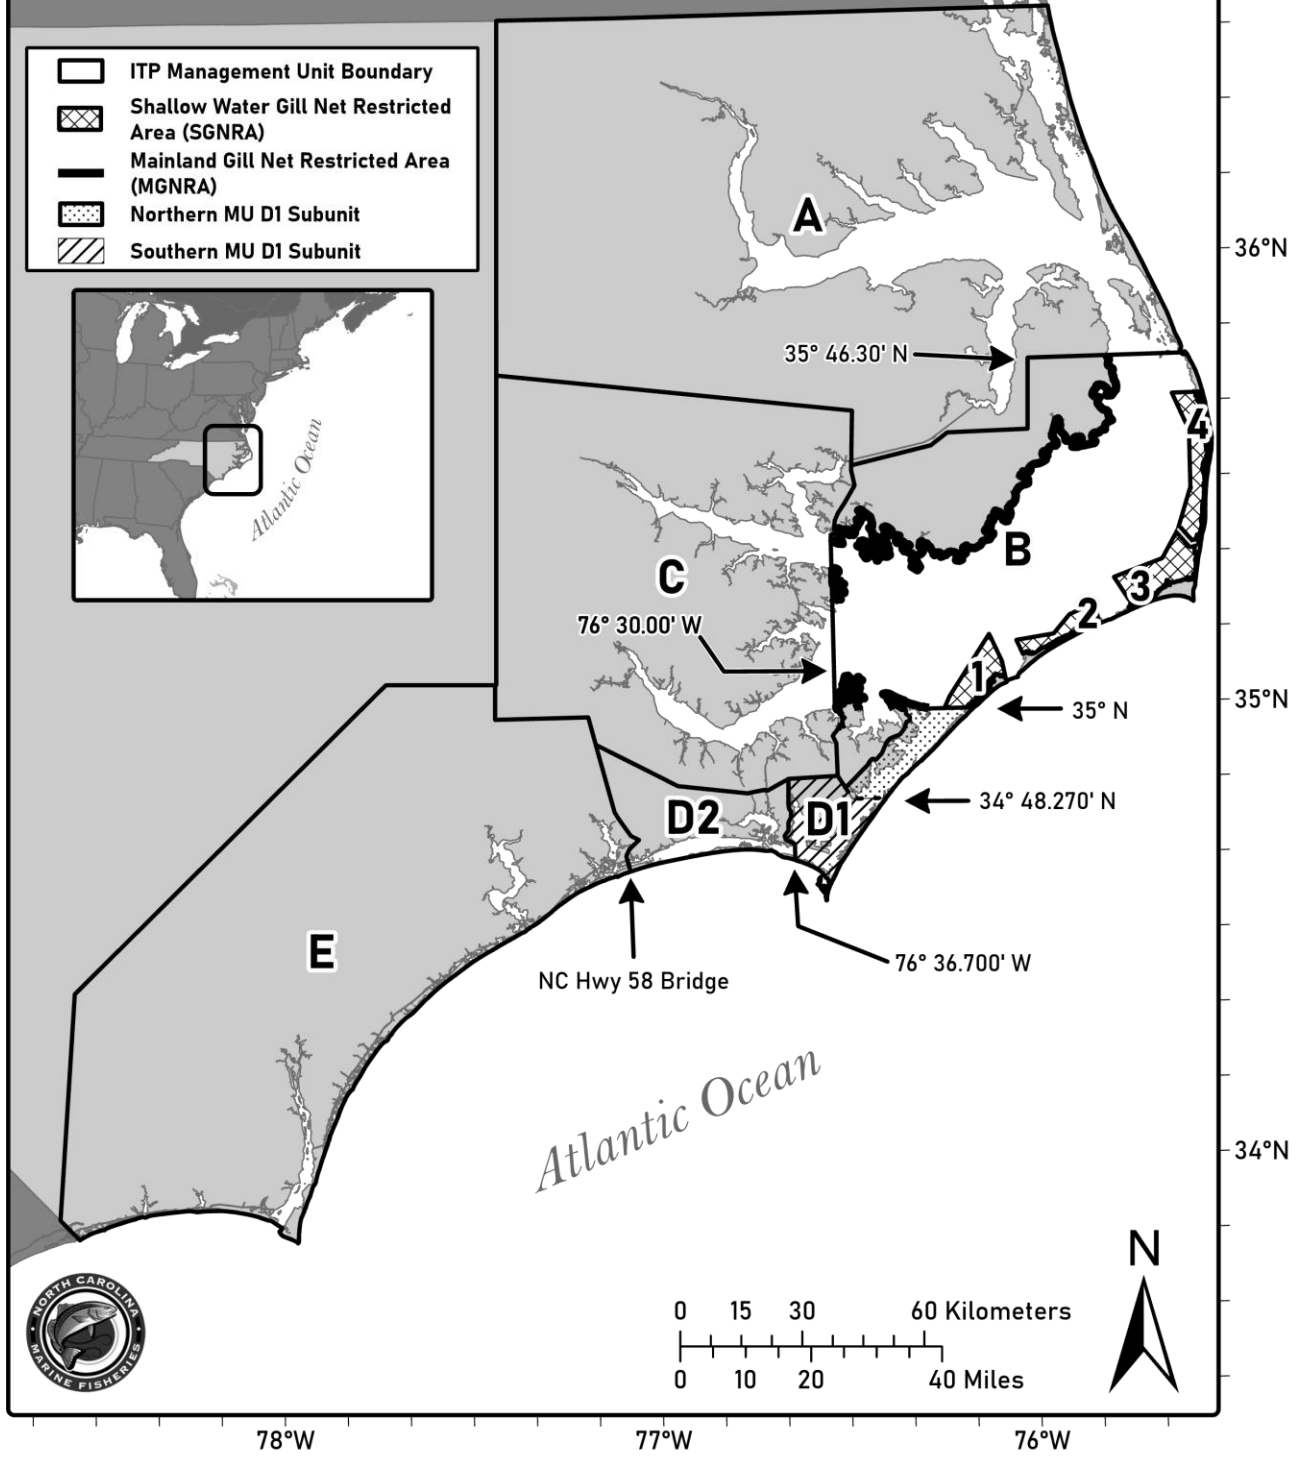 ITP Management Unit Boundary
Shallow Water Gill Net Restricted
Area (SGNRA)
Mainland Gill Net Restricted Area
(MGNRA)
Northern MU D1 Subunit
Southern MU D1 Subunit
Atlantic Ocean
A
36°N
35° 46.30' N
4
B
C
3
2
76° 30.00' W
1
35°N
35° N
34° 48.270' N
D2
D1
E
76° 36.700' W
NC Hwy 58 Bridge
Atlantic Ocean
34°N
N
NORTH CAROLINA
MARINE FISHERIES
0 15 30 60 Kilometers
0 10 20 40 Miles
78°W 77°W 76°W